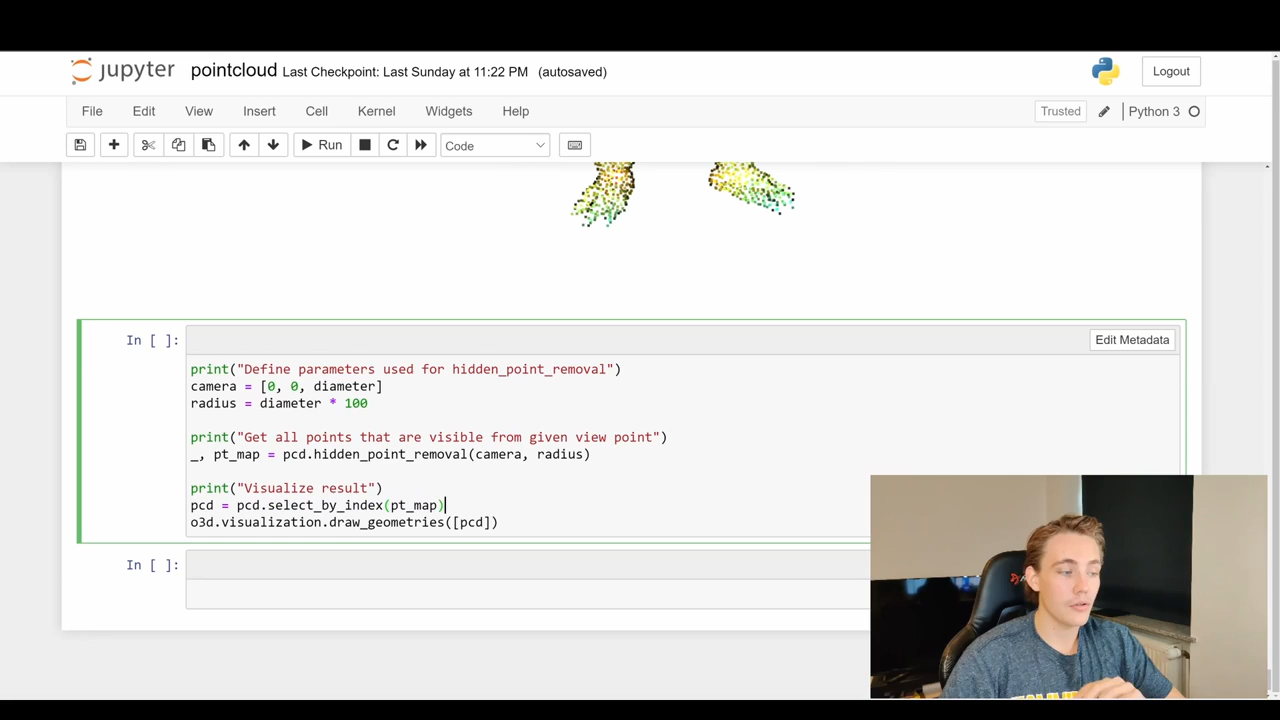 jupyter pointcloud Last Checkpoint: Last Sunday at 11:22 PM (autosaved) Logout
File Edit View Insert Cell Kernel Widgets Help Trusted Python 3
Run Code
In [ ]:
Edit Metadata
print("Define parameters used for hidden_point_removal")
camera = [0, 0, diameter]
radius = diameter * 100
print("Get all points that are visible from given view point")
_, pt_map = pcd.hidden_point_removal(camera, radius)
print("Visualize result")
pcd = pcd.select_by_index(pt_map)
o3d.visualization.draw_geometries([pcd])
In [ ]: